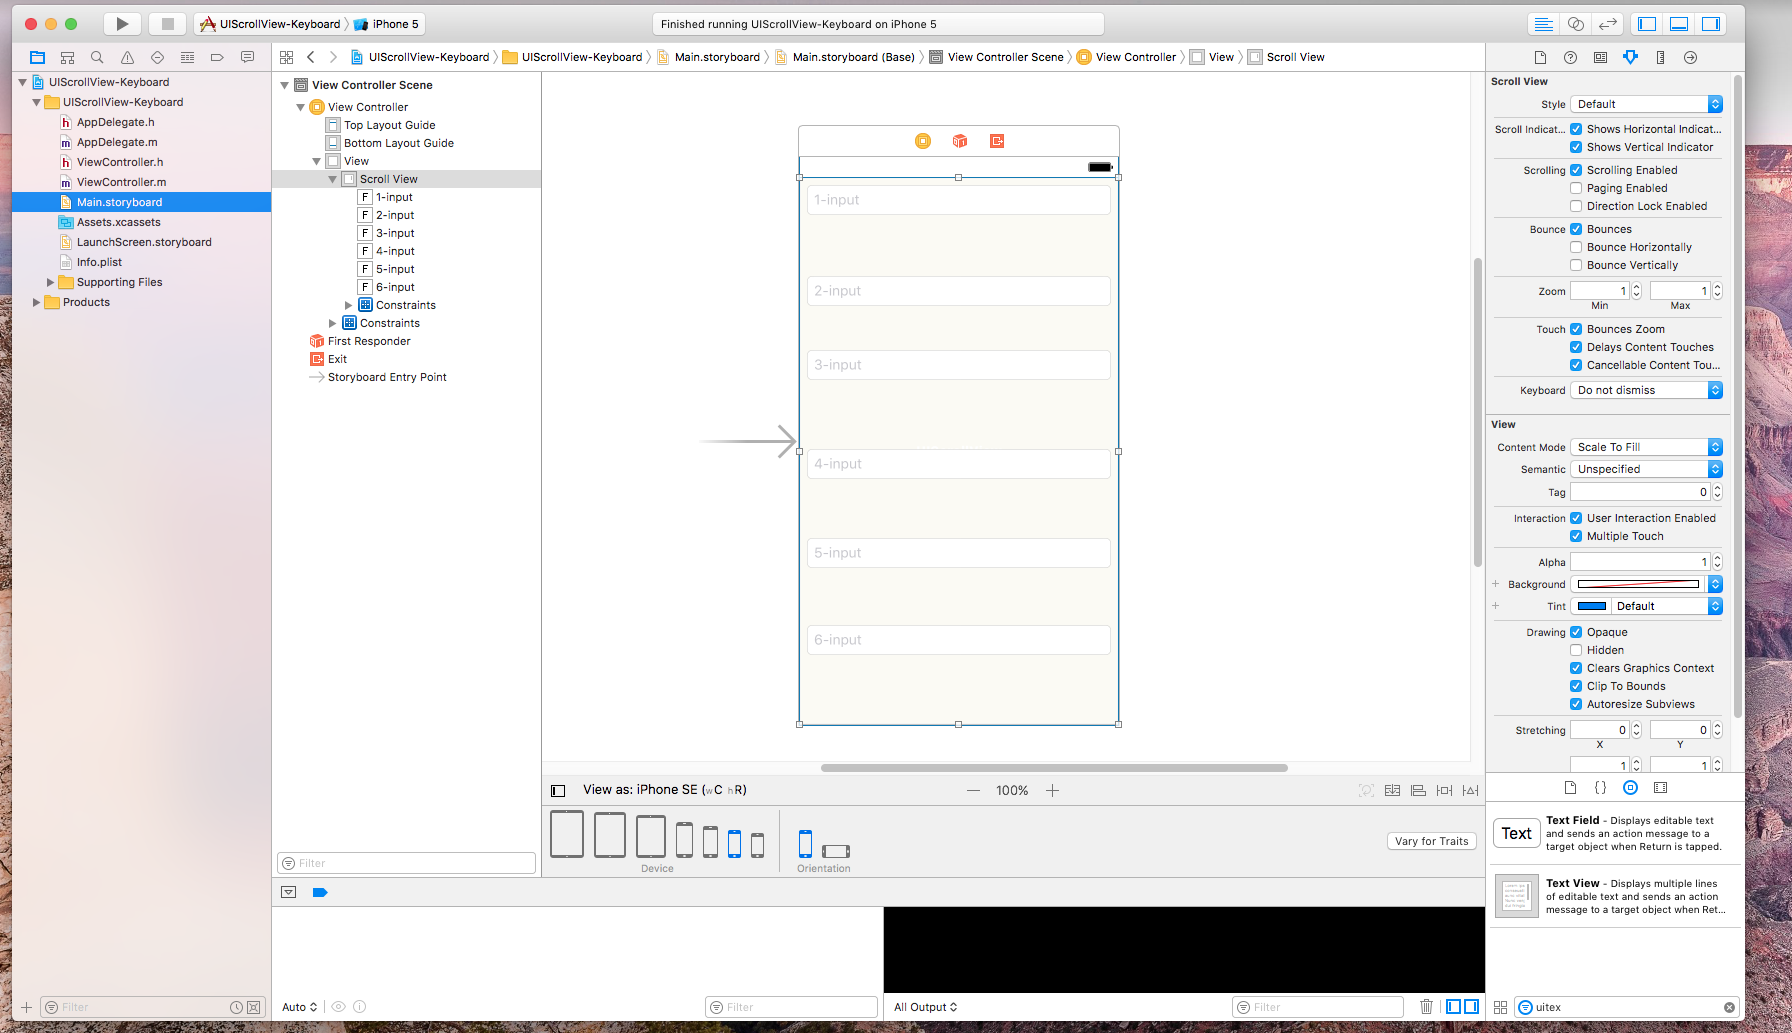 UIScrollView-Keyboard
iPhone 5
Finished running UIScrollView-Keyboard on iPhone 5
UIScrollView-Keyboard
UIScrollView-Keyboard
Main.storyboard
Main.storyboard (Base)
View Controller Scene
View Controller
View
Scroll View
UIScrollView-Keyboard
UIScrollView-Keyboard
AppDelegate.h
AppDelegate.m
ViewController.h
ViewController.m
Main.storyboard
Assets.xcassets
LaunchScreen.storyboard
Info.plist
Supporting Files
Products
Filter
View Controller Scene
View Controller
Top Layout Guide
Bottom Layout Guide
View
Scroll View
F 1-input
F 2-input
F 3-input
F 4-input
F 5-input
F 6-input
Constraints
Constraints
First Responder
Exit
Storyboard Entry Point
Filter
1-input
2-input
3-input
4-input
5-input
6-input
View as: iPhone SE (wC hR)
100%
Device
Orientation
Vary for Traits
Auto
Filter
All Output
Filter
Scroll View
Style Default
Scroll Indicat... Shows Horizontal Indicat...
Shows Vertical Indicator
Scrolling Scrolling Enabled
Paging Enabled
Direction Lock Enabled
Bounce Bounces
Bounce Horizontally
Bounce Vertically
Zoom 1 1
Min Max
Touch Bounces Zoom
Delays Content Touches
Cancellable Content Tou...
Keyboard Do not dismiss
View
Content Mode Scale To Fill
Semantic Unspecified
Tag 0
Interaction User Interaction Enabled
Multiple Touch
Alpha 1
Background
Tint Default
Drawing Opaque
Hidden
Clears Graphics Context
Clip To Bounds
Autoresize Subviews
Stretching 0 0
X Y
1 1
Text
Text Field - Displays editable text
and sends an action message to a
target object when Return is tapped.
Text View - Displays multiple lines
of editable text and sends an action
message to a target object when Ret...
uitex